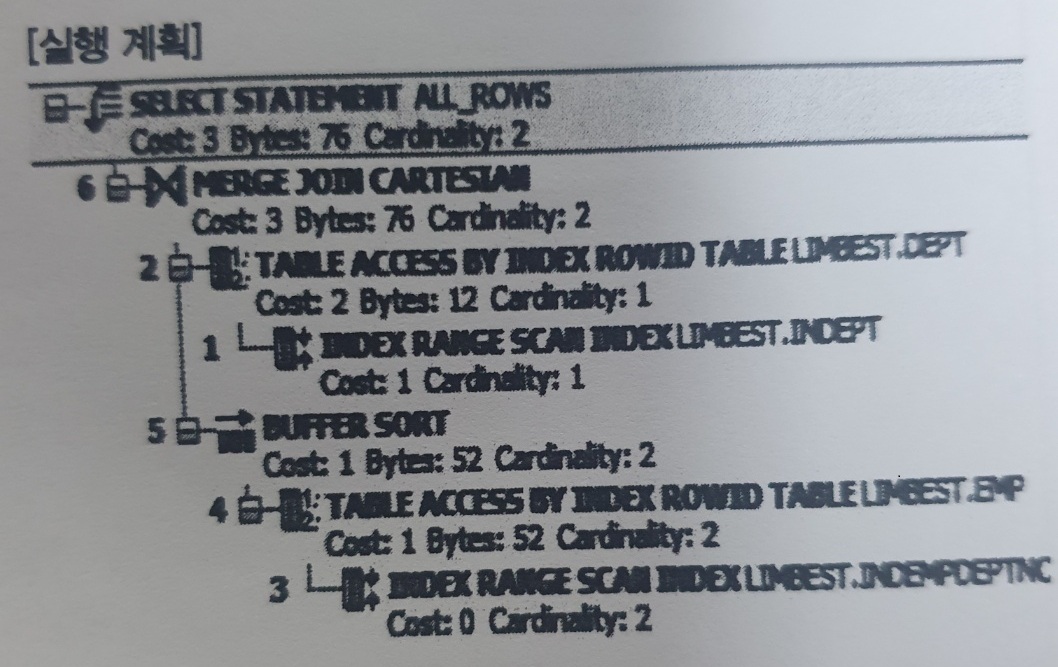 [실행 계획]
SELECT STATEMENT ALL_ROWS
Cost: 3 Bytes: 76 Cardinality: 2
6 MERGE JOIN CARTESIAN
Cost: 3 Bytes: 76 Cardinality: 2
2 TABLE ACCESS BY INDEX ROWID TABLE LIMBEST.DEPT
Cost: 2 Bytes: 12 Cardinality: 1
1 INDEX RANGE SCAN INDEX LIMBEST.INDEPT
Cost: 1 Cardinality: 1
5 BUFFER SORT
Cost: 1 Bytes: 52 Cardinality: 2
4 TABLE ACCESS BY INDEX ROWID TABLE LIMBEST.EMP
Cost: 1 Bytes: 52 Cardinality: 2
3 INDEX RANGE SCAN INDEX LIMBEST.INDEMPDEPTNC
Cost: 0 Cardinality: 2